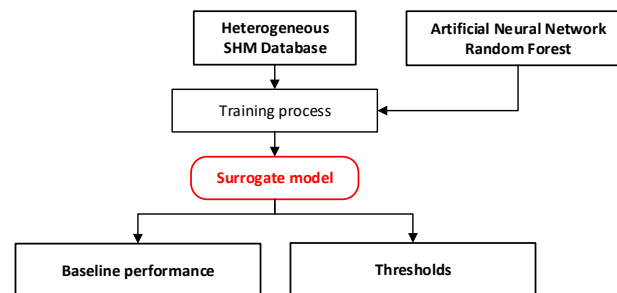 Heterogeneous
SHM Database
Artificial Neural Network
Random Forest
Training process
Surrogate model
Baseline performance
Thresholds